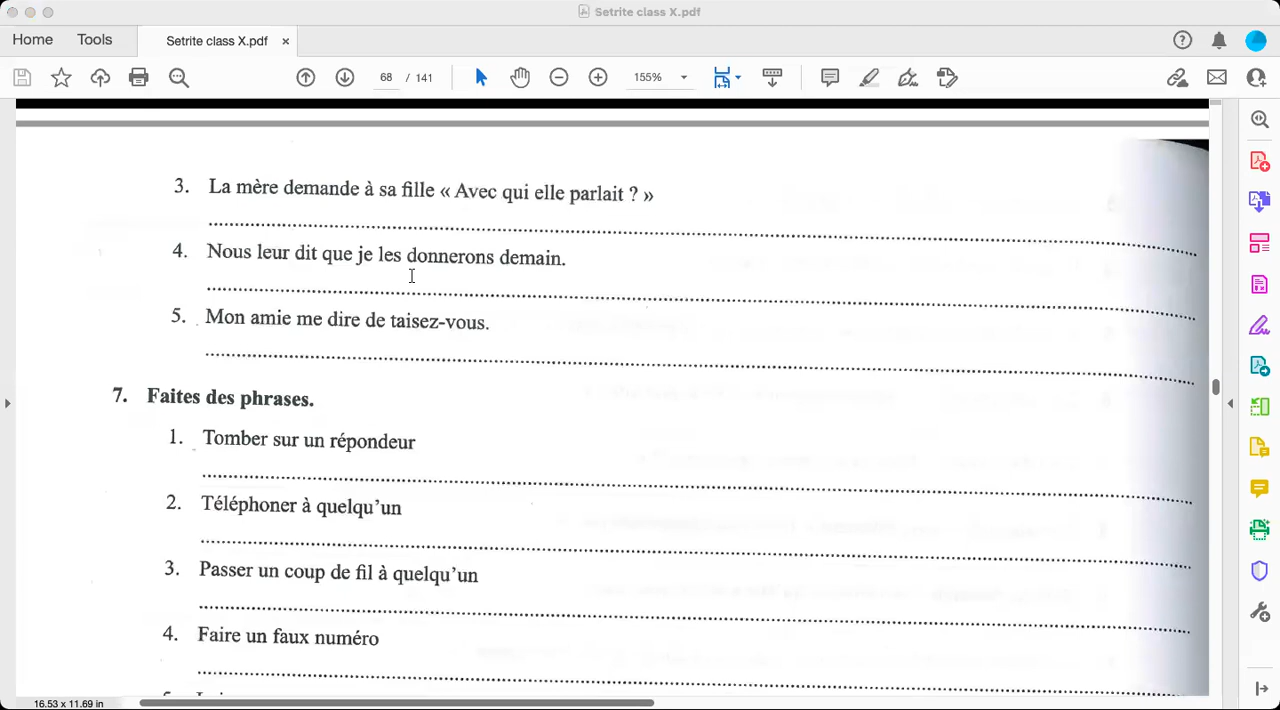 Setrite class X.pdf
Home Tools Setrite class X.pdf ×
68 / 141 155%
3. La mère demande à sa fille « Avec qui elle parlait ? »
4. Nous leur dit que je les donnerons demain.
5. Mon amie me dire de taisez-vous.
7. Faites des phrases.
1. Tomber sur un répondeur
2. Téléphoner à quelqu'un
3. Passer un coup de fil à quelqu'un
4. Faire un faux numéro
16.53 x 11.69 in